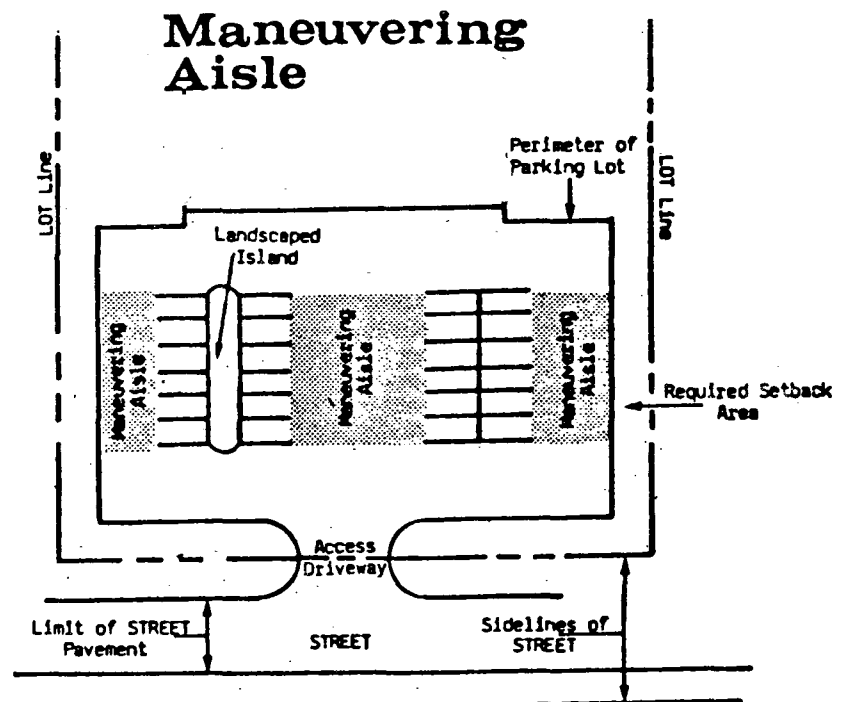 Maneuvering
Aisle
Perimeter of
Parking Lot
LOT Line
LOT Line
Landscaped
Island
Maneuvering
Aisle
Maneuvering
Aisle
Maneuvering
Aisle
Required Setback
Area
Access
Driveway
Limit of STREET
Pavement
STREET
Sidelines of
STREET